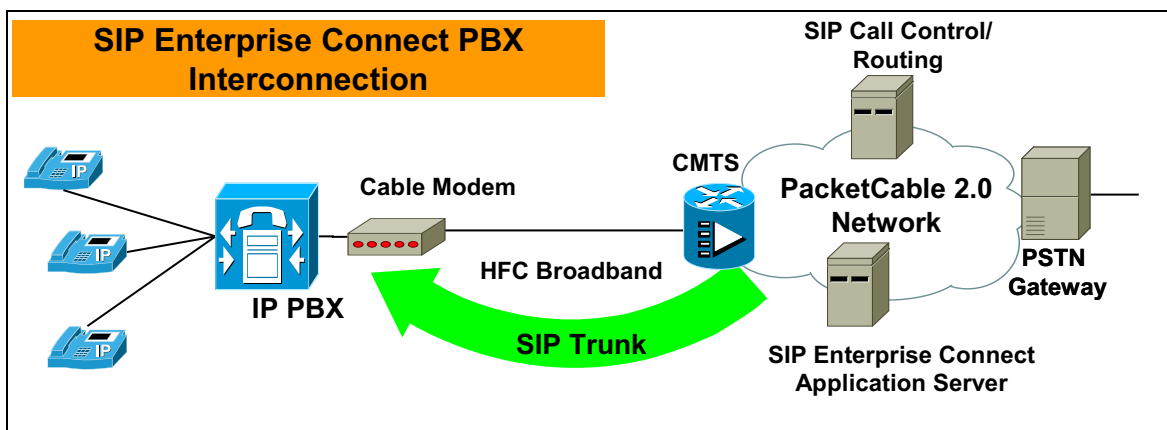 SIP Enterprise Connect PBX
Interconnection
SIP Call Control/
Routing
IP
CMTS
Cable Modem
PacketCable 2.0
Network
IP
HFC Broadband
PSTN
Gateway
IP PBX
IP
SIP Trunk
SIP Enterprise Connect
Application Server